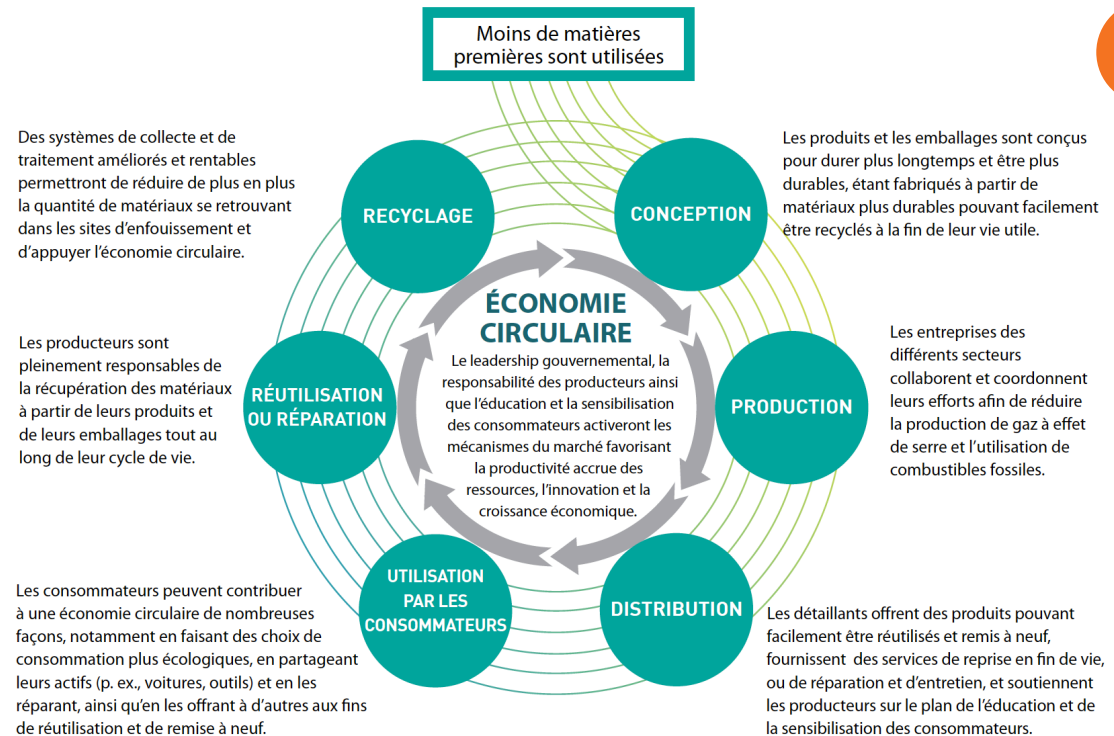 Moins de matières
premières sont utilisées
Des systèmes de collecte et de
traitement améliorés et rentables
permettront de réduire de plus en plus
la quantité de matériaux se retrouvant
dans les sites d’enfouissement et
d’appuyer l’économie circulaire.
RECYCLAGE
CONCEPTION
Les produits et les emballages sont conçus
pour durer plus longtemps et être plus
durables, étant fabriqués à partir de
matériaux plus durables pouvant facilement
être recyclés à la fin de leur vie utile.
ÉCONOMIE
CIRCULAIRE
Le leadership gouvernemental, la
responsabilité des producteurs ainsi
que l’éducation et la sensibilisation
des consommateurs activeront les
mécanismes du marché favorisant
la productivité accrue des
ressources, l’innovation et la
croissance économique.
Les producteurs sont
pleinement responsables de
la récupération des matériaux
à partir de leurs produits et
de leurs emballages tout au
long de leur cycle de vie.
RÉUTILISATION
OU RÉPARATION
PRODUCTION
Les entreprises des
différents secteurs
collaborent et coordonnent
leurs efforts afin de réduire
la production de gaz à effet
de serre et l’utilisation de
combustibles fossiles.
UTILISATION
PAR LES
CONSOMMATEURS
DISTRIBUTION
Les consommateurs peuvent contribuer
à une économie circulaire de nombreuses
façons, notamment en faisant des choix de
consommation plus écologiques, en partageant
leurs actifs (p. ex., voitures, outils) et en les
réparant, ainsi qu’en les offrant à d’autres aux fins
de réutilisation et de remise à neuf.
Les détaillants offrent des produits pouvant
facilement être réutilisés et remis à neuf,
fournissent des services de reprise en fin de vie,
ou de réparation et d’entretien, et soutiennent
les producteurs sur le plan de l’éducation et de
la sensibilisation des consommateurs.